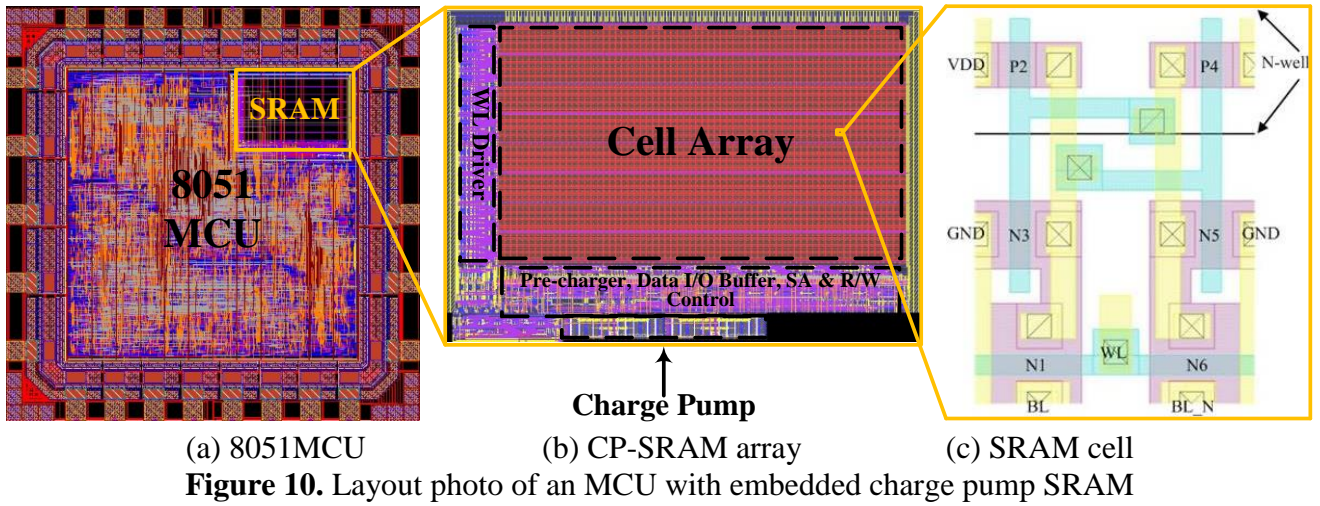 SRAM
8051
MCU
WL Driver
Cell Array
Pre-charger, Data I/O Buffer, SA & R/W
Control
Charge Pump
VDD
P2
P4
N-well
GND
N3
N5
GND
N1
WL
N6
BL
BL_N
(a) 8051MCU
(b) CP-SRAM array
(c) SRAM cell
Figure 10. Layout photo of an MCU with embedded charge pump SRAM